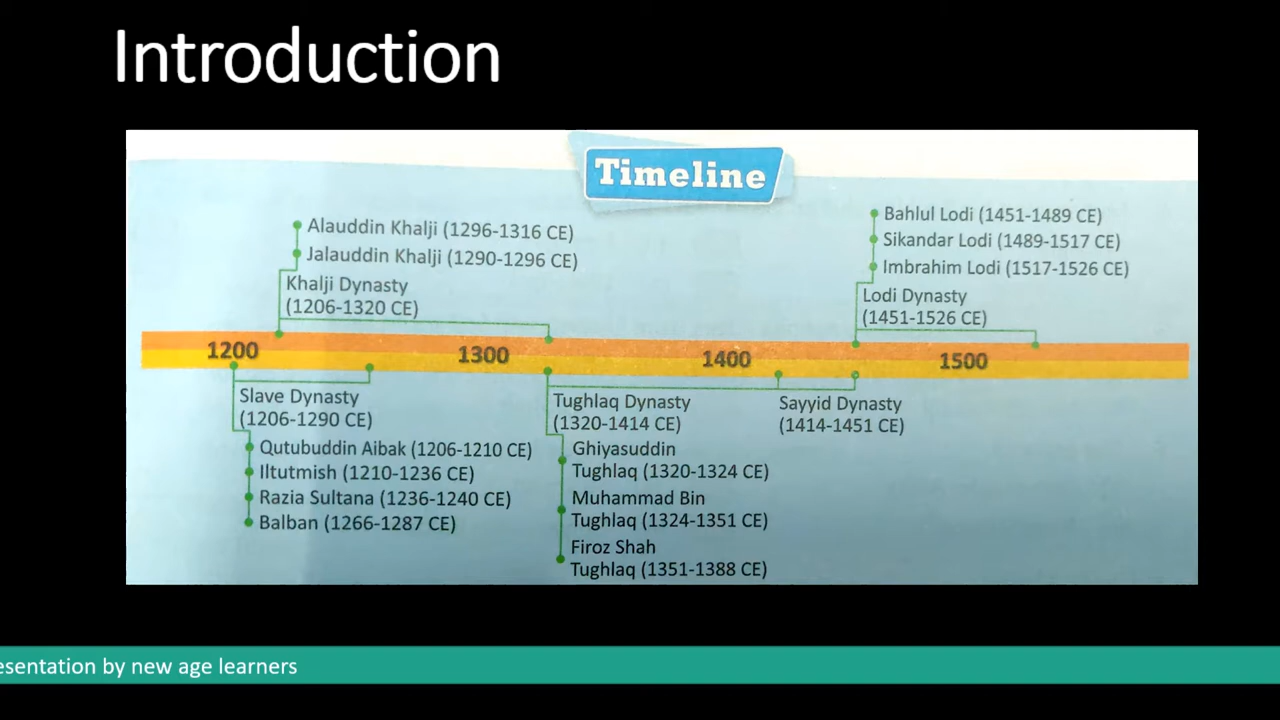 Introduction
Timeline
Alauddin Khalji (1296-1316 CE)
Jalauddin Khalji (1290-1296 CE)
Khalji Dynasty
(1206-1320 CE)
Bahlul Lodi (1451-1489 CE)
Sikandar Lodi (1489-1517 CE)
Imbrahim Lodi (1517-1526 CE)
Lodi Dynasty
(1451-1526 CE)
1200 1300 1400 1500
Slave Dynasty
(1206-1290 CE)
Qutubuddin Aibak (1206-1210 CE)
Iltutmish (1210-1236 CE)
Razia Sultana (1236-1240 CE)
Balban (1266-1287 CE)
Tughlaq Dynasty
(1320-1414 CE)
Ghiyasuddin
Tughlaq (1320-1324 CE)
Muhammad Bin
Tughlaq (1324-1351 CE)
Firoz Shah
Tughlaq (1351-1388 CE)
Sayyid Dynasty
(1414-1451 CE)
esentation by new age learners